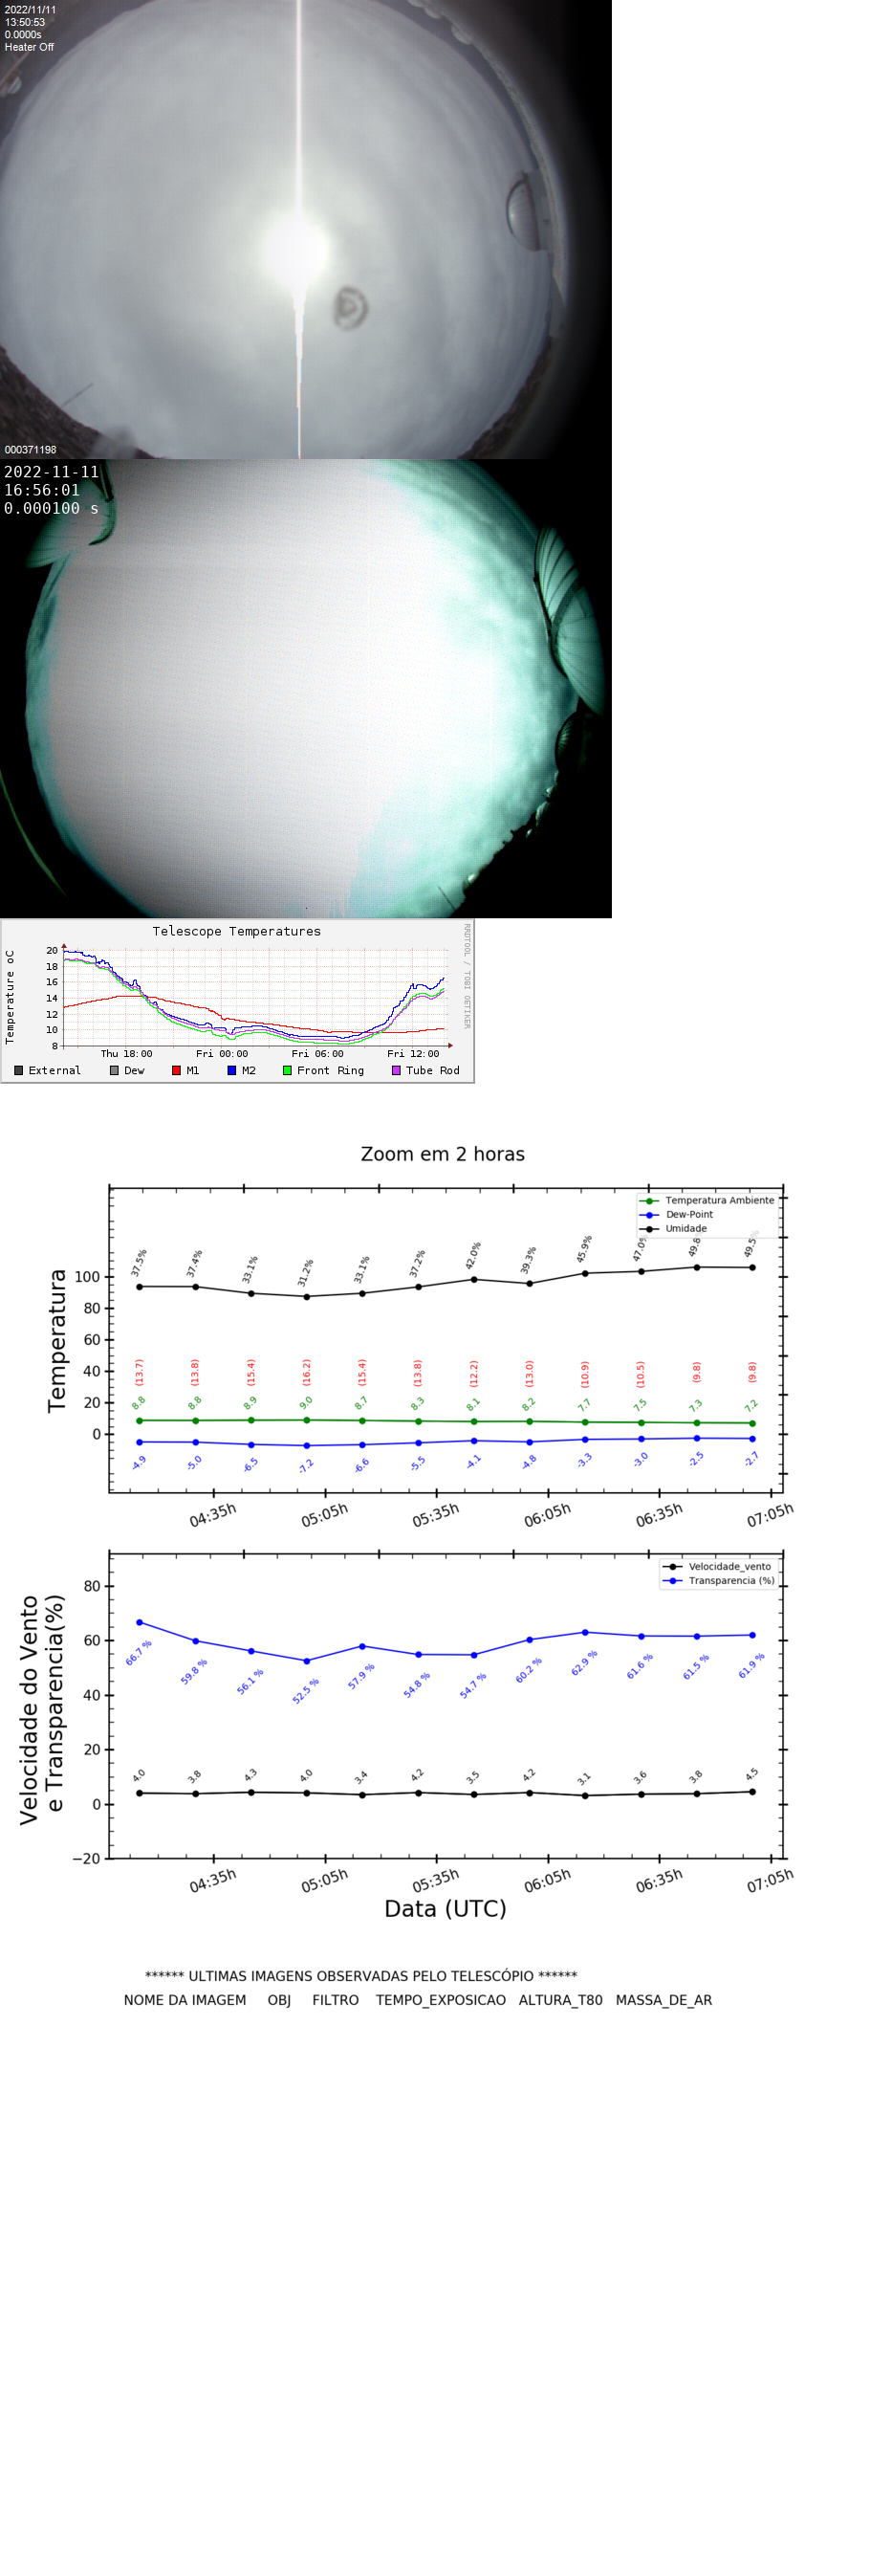 2022/11/11
13:50:53
0.0000s
Heater Off
000371198
2022-11-11
16:56:01
0.000100 s
Telescope Temperatures
RRDTOOL / TOBI OETIKER
Temperature oC
20
18
16
14
12
10
8
Thu 18:00 Fri 00:00 Fri 06:00 Fri 12:00
External Dew M1 M2 Front Ring Tube Rod
Zoom em 2 horas
Temperatura Ambiente
Dew-Point
Umidade
Temperatura
100
80
60
40
20
0
37.5% 37.4% 33.1% 31.2% 33.1% 37.2% 42.0% 39.3% 45.9% 47.0% 49.8% 49.5%
(13.7) (13.8) (15.4) (16.2) (15.4) (13.8) (12.2) (13.0) (10.9) (10.5) (9.8) (9.8)
8.8 8.8 8.9 9.0 8.7 8.3 8.1 8.2 7.7 7.5 7.3 7.2
-4.9 -5.0 -6.5 -7.2 -6.6 -5.5 -4.1 -4.8 -3.3 -3.0 -2.5 -2.7
04:35h 05:05h 05:35h 06:05h 06:35h 07:05h
Velocidade_vento
Transparencia (%)
Velocidade do Vento
e Transparencia(%)
80
60
40
20
0
−20
66.7 % 59.8 % 56.1 % 52.5 % 57.9 % 54.8 % 54.7 % 60.2 % 62.9 % 61.6 % 61.5 % 61.9 %
4.0 3.8 4.3 4.0 3.4 4.2 3.5 4.2 3.1 3.6 3.8 4.5
04:35h 05:05h 05:35h 06:05h 06:35h 07:05h
Data (UTC)
****** ULTIMAS IMAGENS OBSERVADAS PELO TELESCÓPIO ******
NOME DA IMAGEM OBJ FILTRO TEMPO_EXPOSICAO ALTURA_T80 MASSA_DE_AR